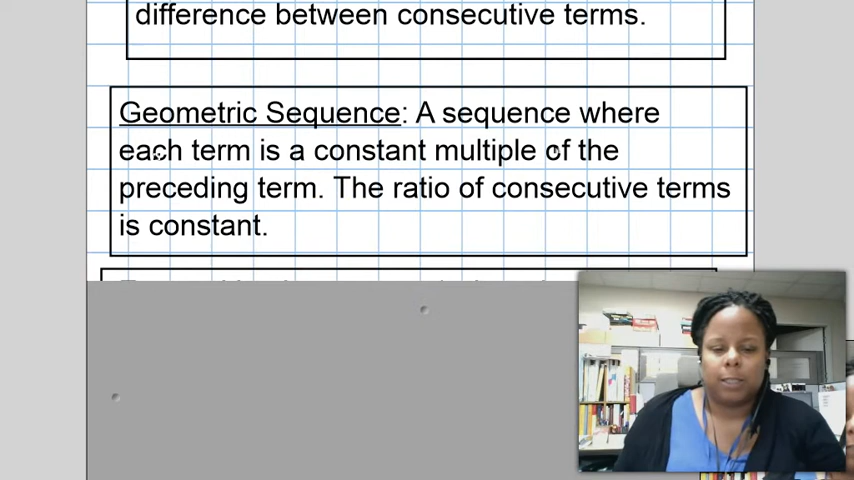 difference between consecutive terms.
Geometric Sequence: A sequence where
each term is a constant multiple of the
preceding term. The ratio of consecutive terms
is constant.